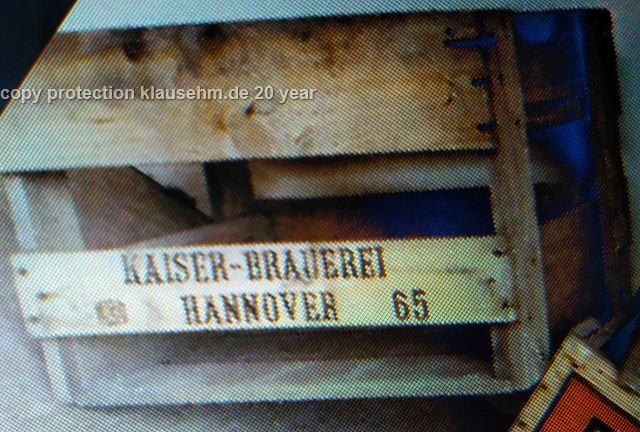 copy protection klausehm.de 20 year
KAISER-BRAUEREI
HANNOVER 65